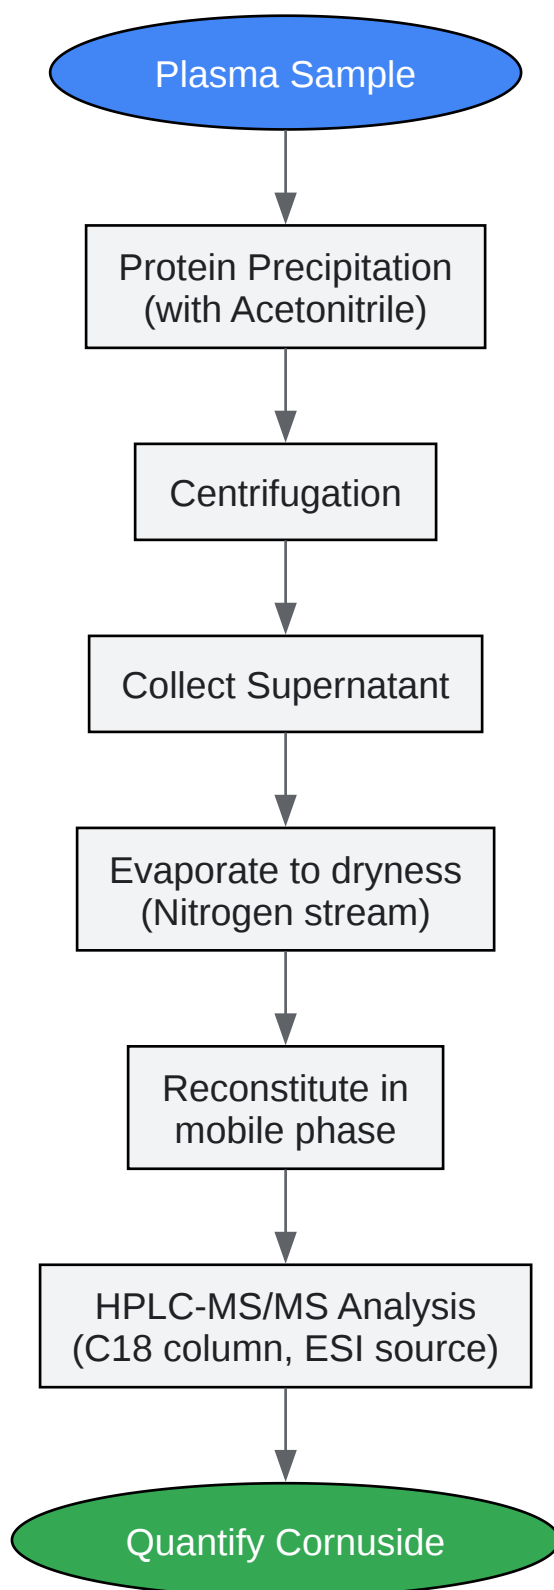 Plasma Sample
Protein Precipitation
(with Acetonitrile)
Centrifugation
Collect Supernatant
Evaporate to dryness
(Nitrogen stream)
Reconstitute in
mobile phase
HPLC-MS/MS Analysis
(C18 column, ESI source)
Quantify Cornuside